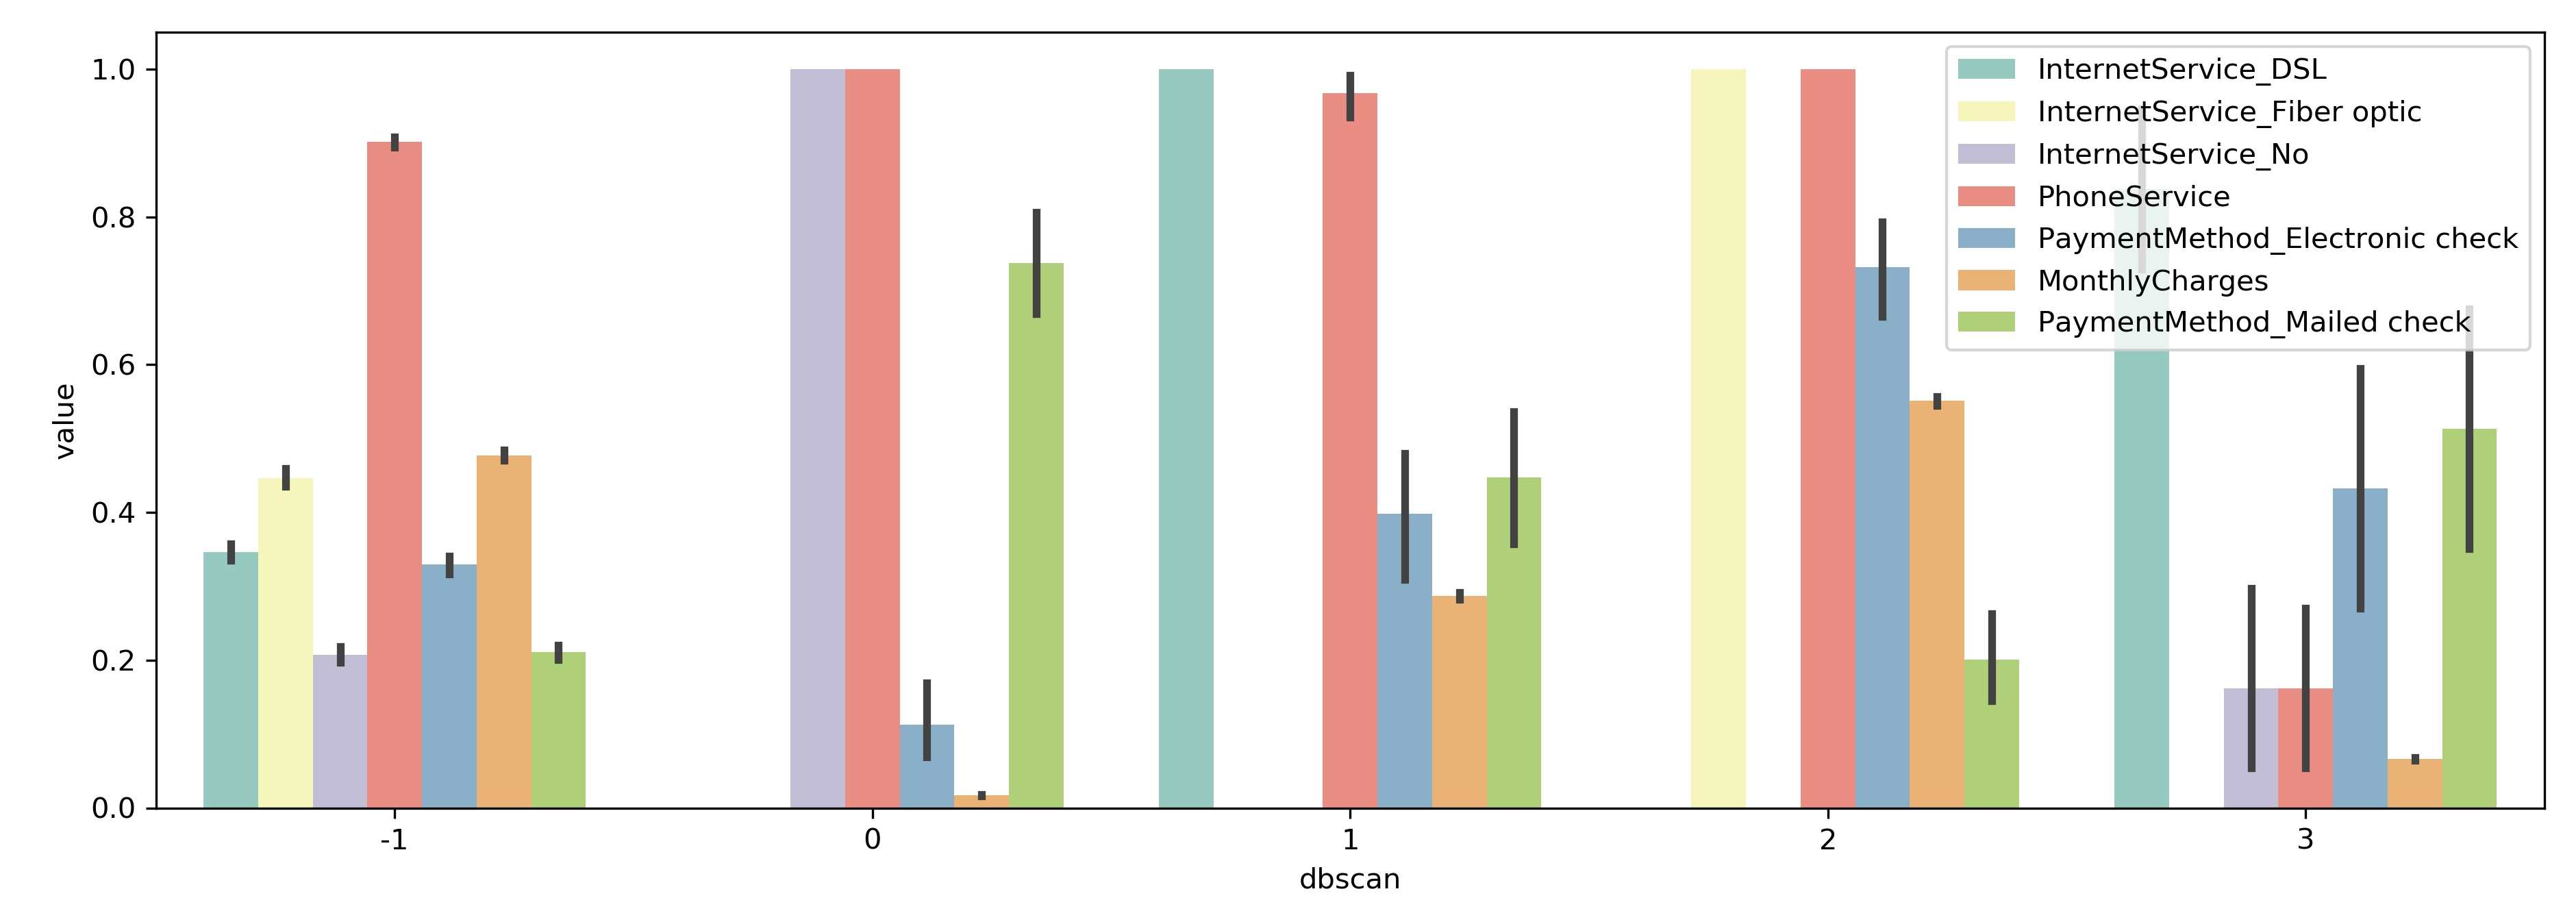 1.0
0.8
0.6
0.4
0.2
0.0
value
-1
0
1
2
3
dbscan
InternetService_DSL
InternetService_Fiber optic
InternetService_No
PhoneService
PaymentMethod_Electronic check
MonthlyCharges
PaymentMethod_Mailed check